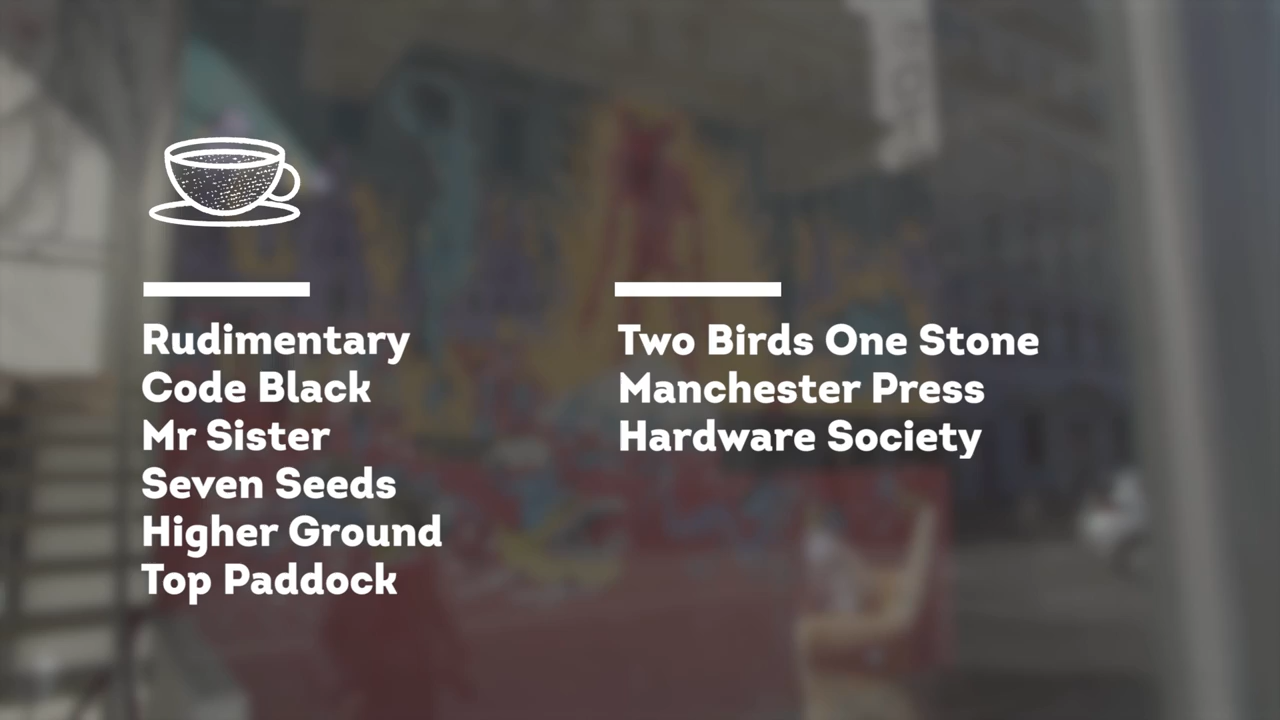 Rudimentary
Code Black
Mr Sister
Seven Seeds
Higher Ground
Top Paddock
Two Birds One Stone
Manchester Press
Hardware Society